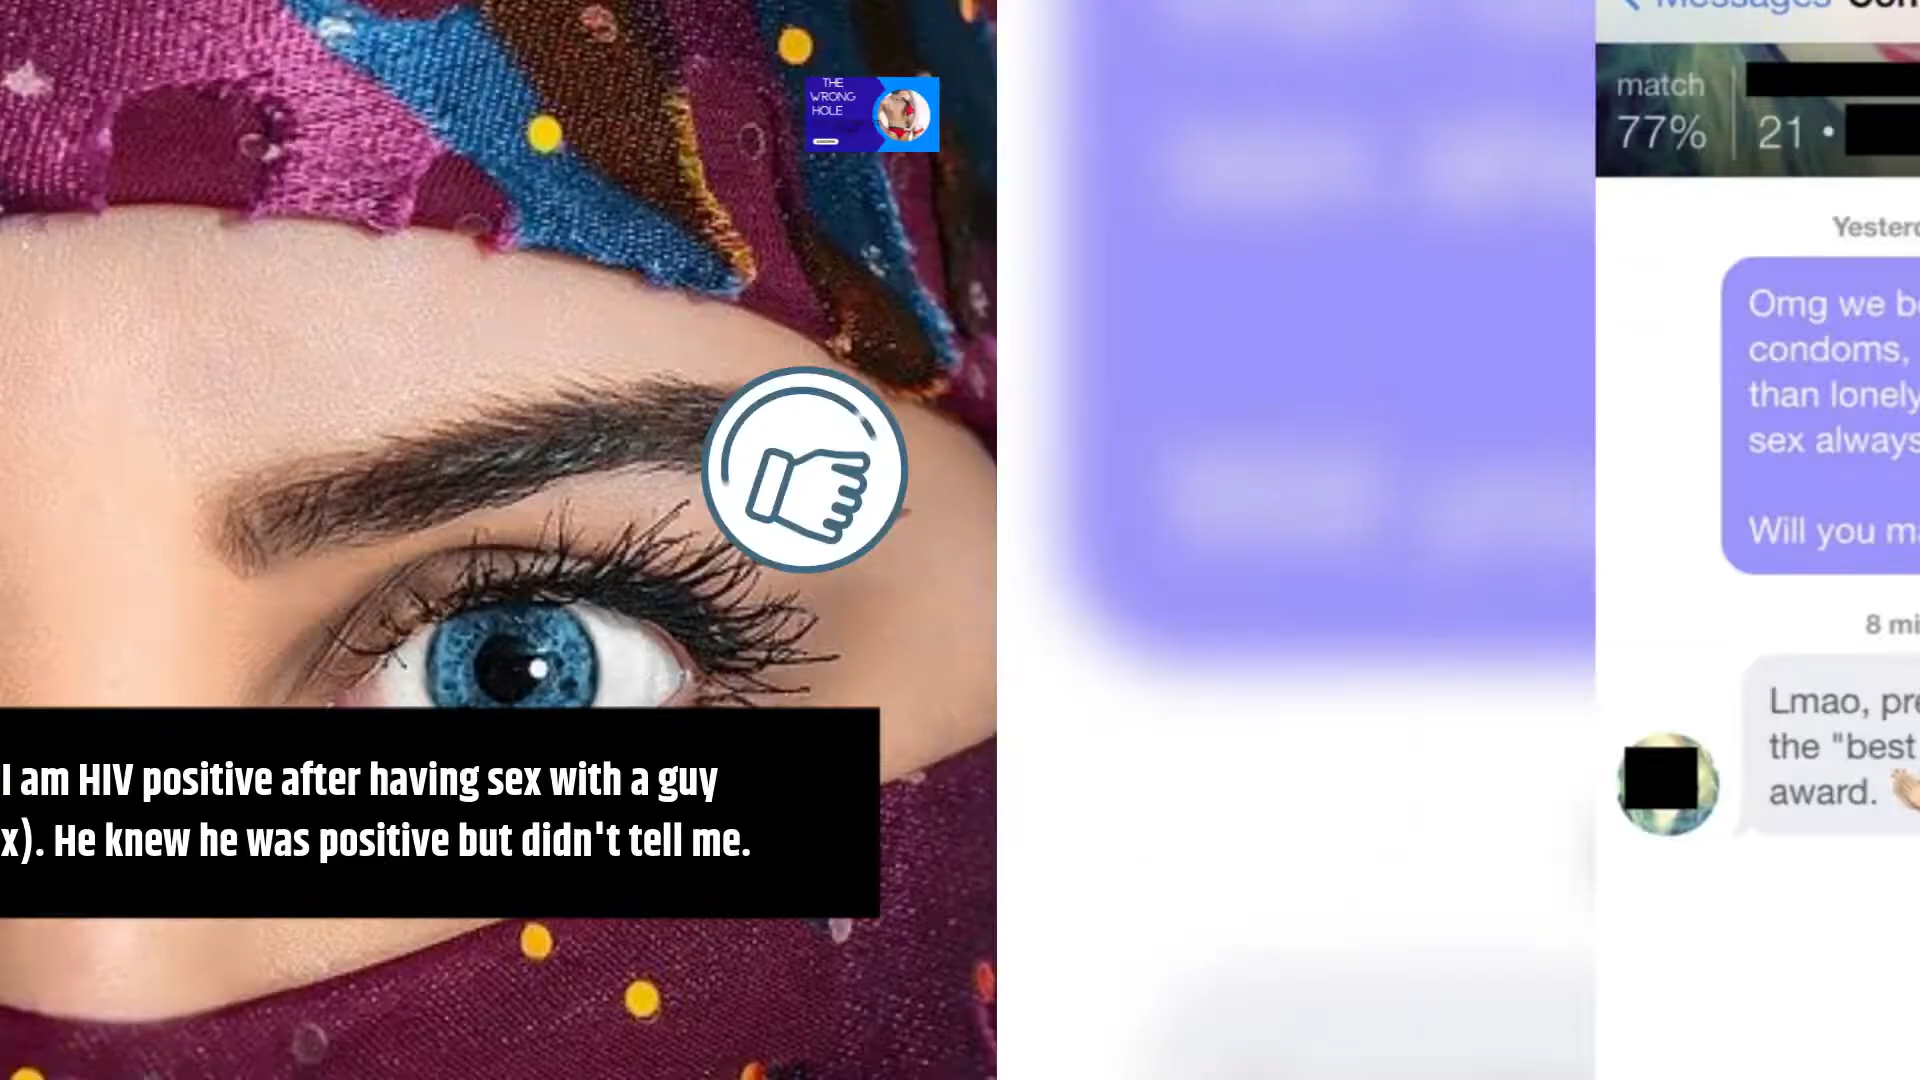 THE
WRONG
HOLE
I am HIV positive after having sex with a guy
x). He knew he was positive but didn't tell me.
Messages
match
77%
21 •
Omg we b
condoms,
than lonely
sex always
Will you m
8 mi
Lmao, pre
the "best
award.